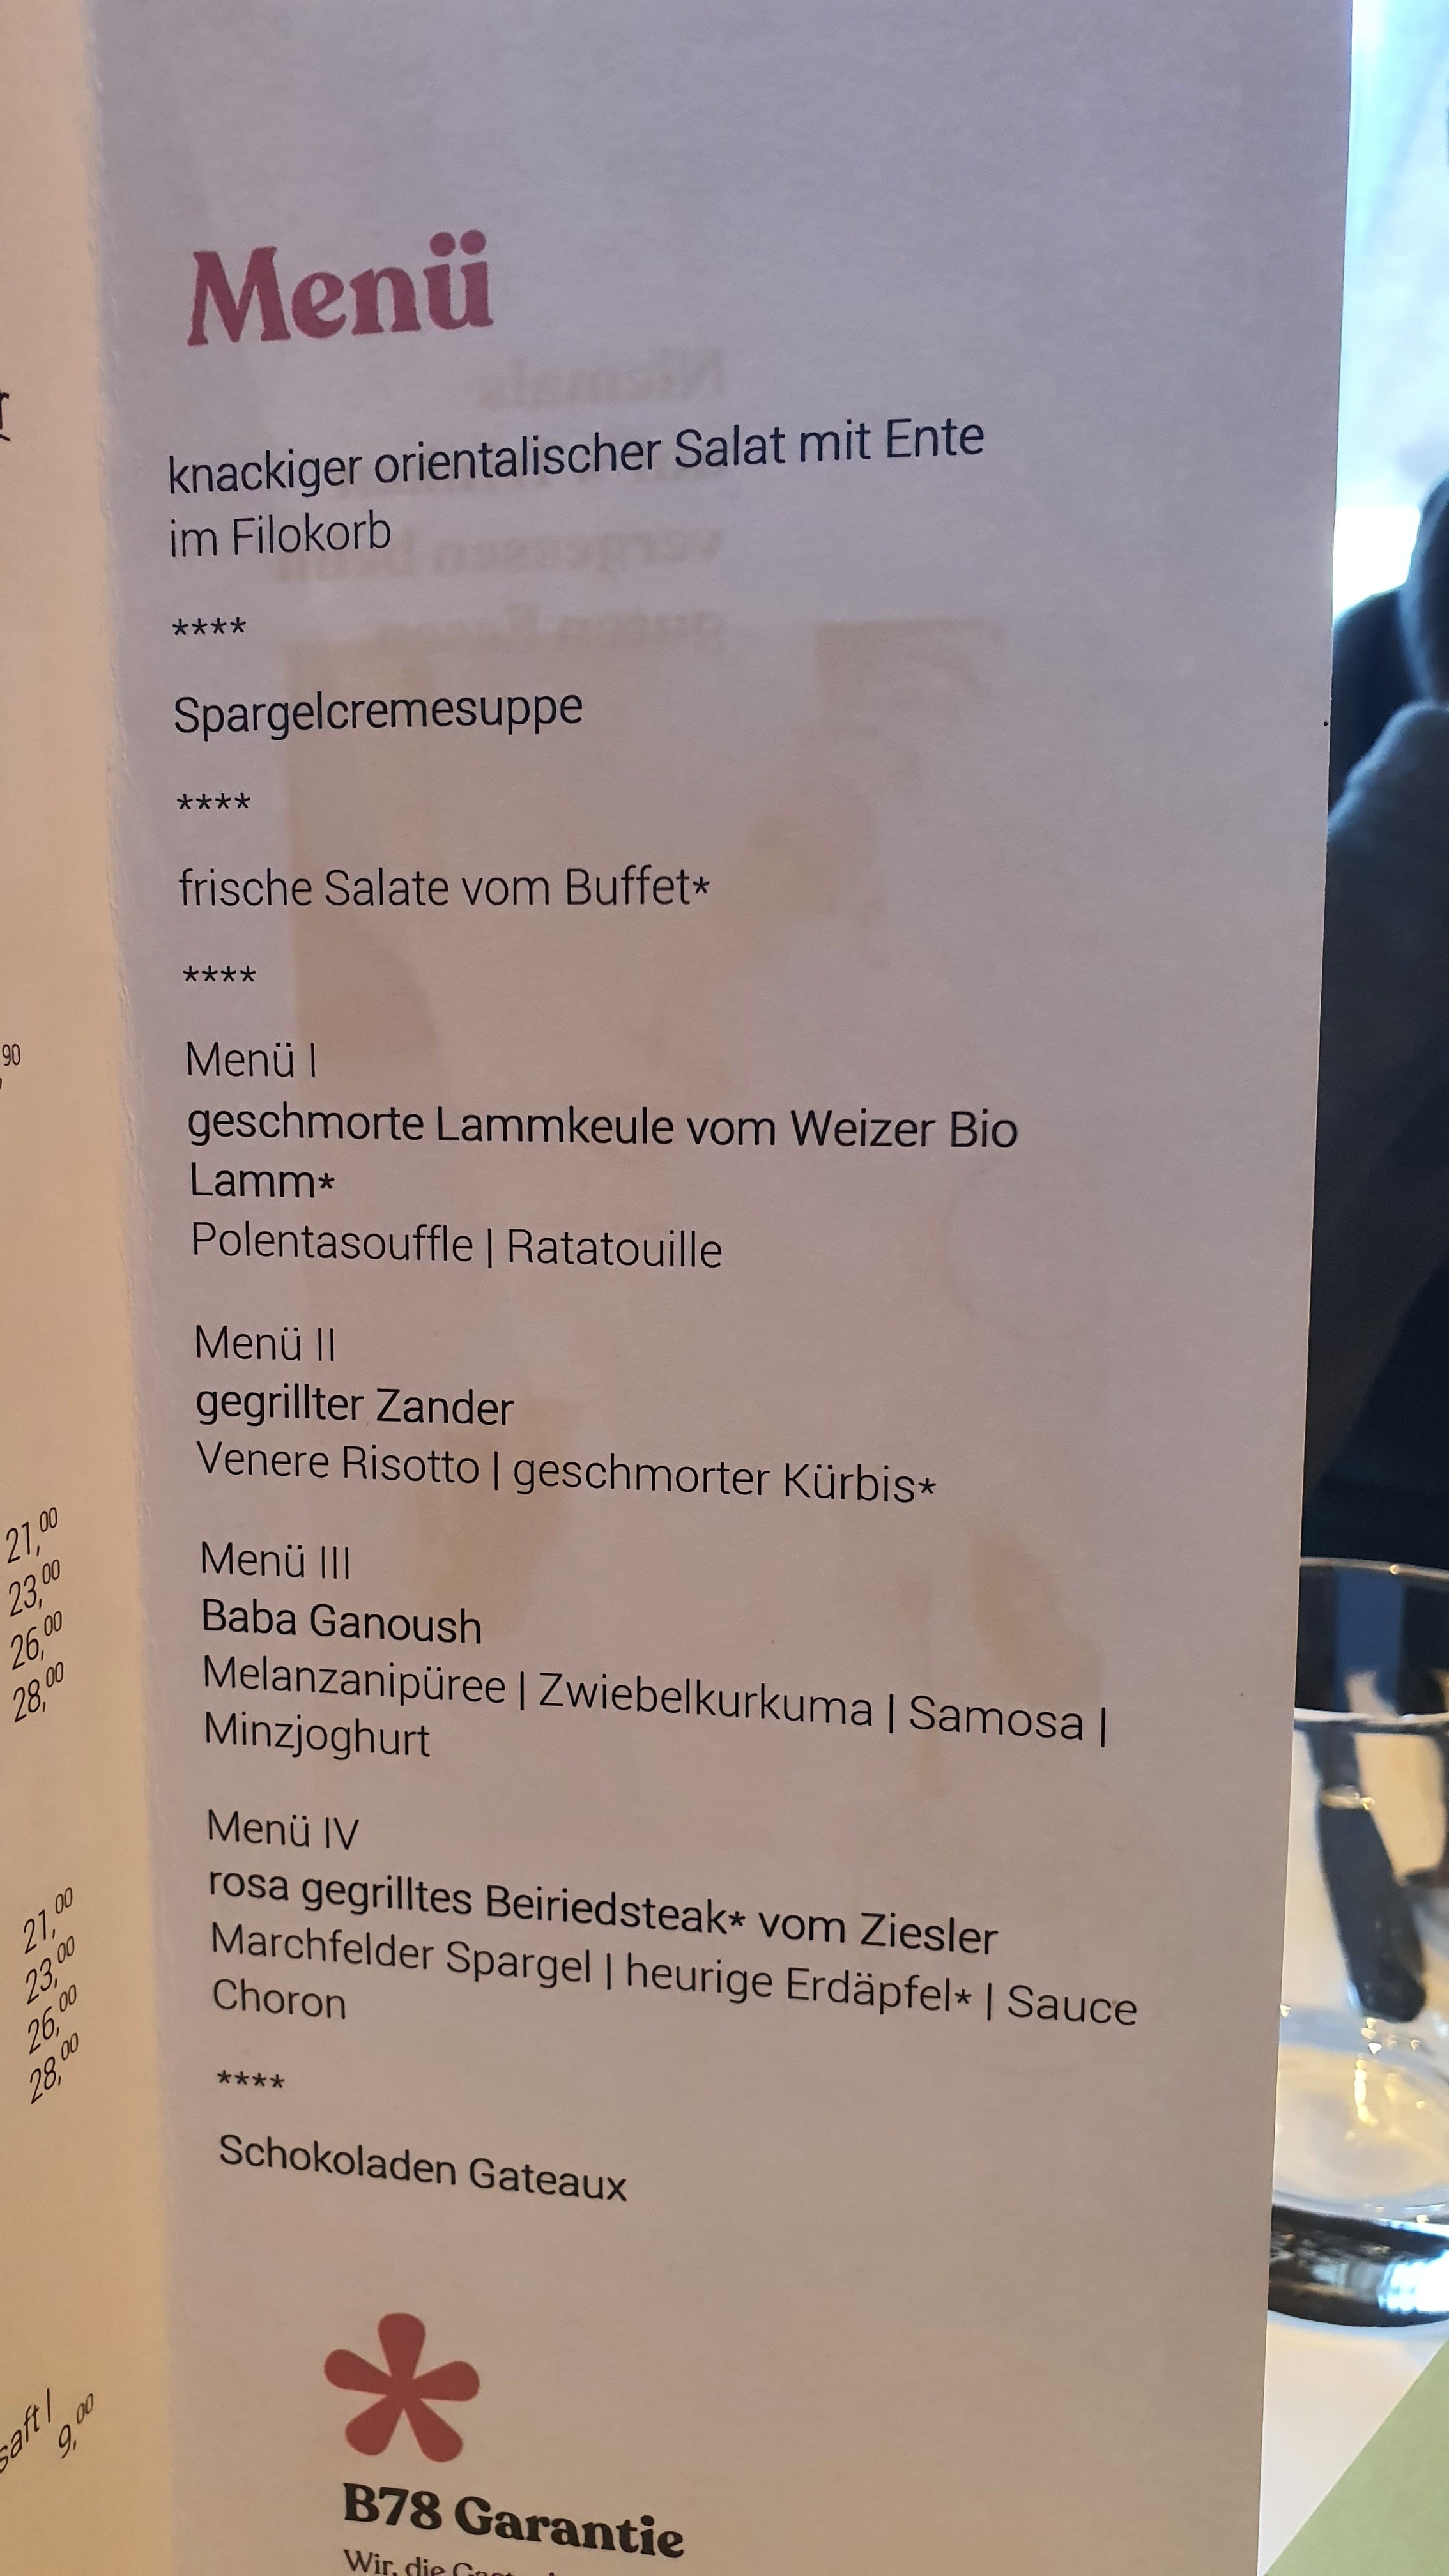 Menü
knackiger orientalischer Salat mit Ente
im Filokorb
****
Spargelcremesuppe
****
frische Salate vom Buffet*
****
Menü I
geschmorte Lammkeule vom Weizer Bio
Lamm*
Polentasouffle | Ratatouille
Menü II
gegrillter Zander
Venere Risotto | geschmorter Kürbis*
Menü III
Baba Ganoush
Melanzanipüree | Zwiebelkurkuma | Samosa |
Minzjoghurt
Menü IV
rosa gegrilltes Beiriedsteak* vom Ziesler
Marchfelder Spargel | heurige Erdäpfel* | Sauce
Choron
****
Schokoladen Gateaux
B78 Garantie
Wir, die
90
21,00
23,00
26,00
28,00
21,00
23,00
26,00
28,00
saft |
9,00